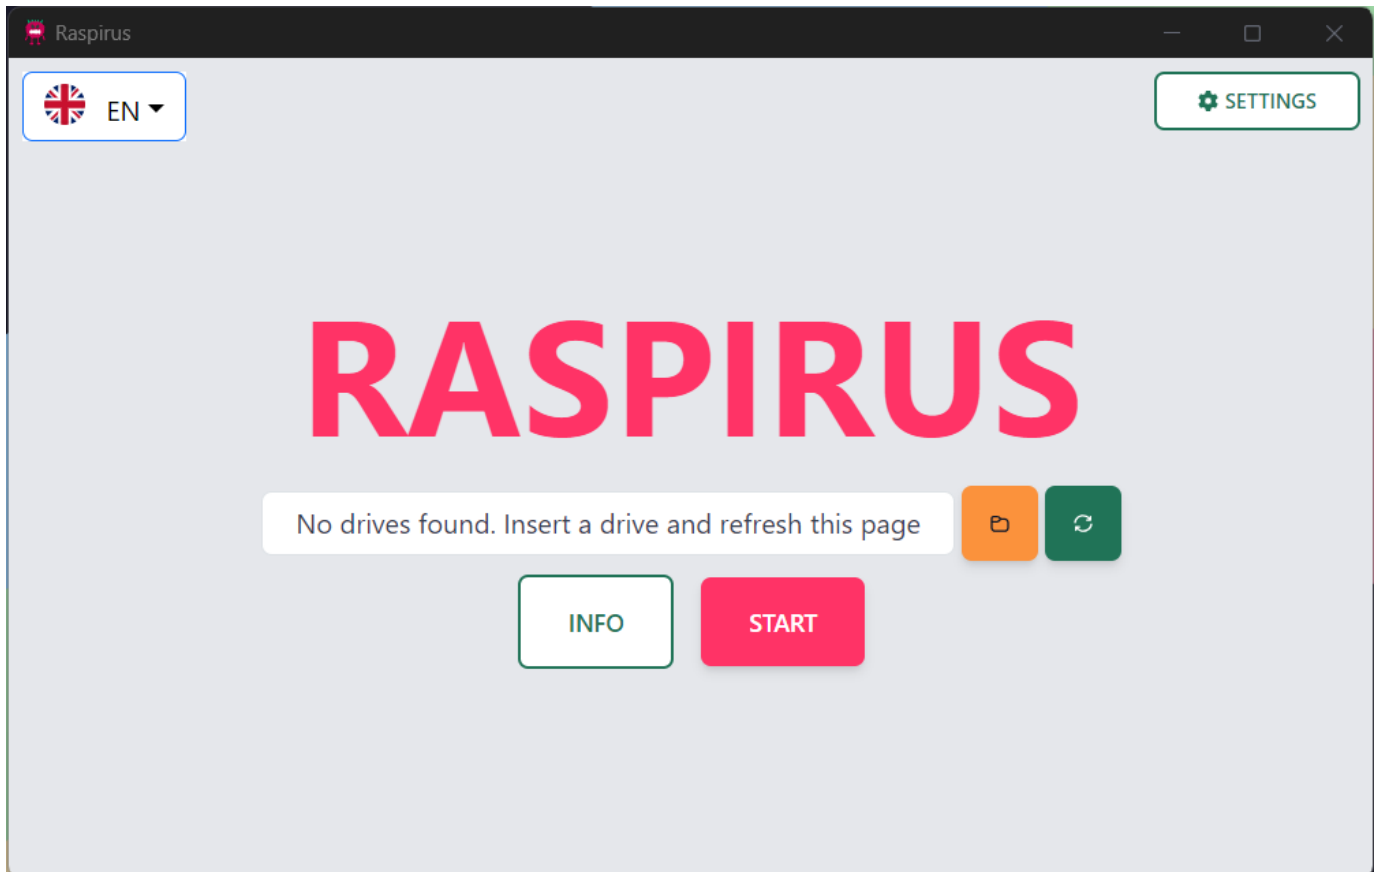 Raspirus
EN
SETTINGS
RASPIRUS
No drives found. Insert a drive and refresh this page
INFO
START